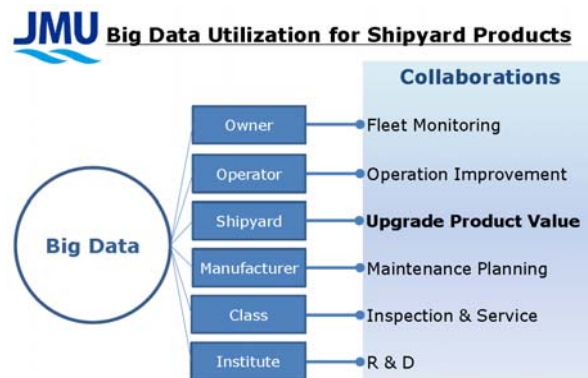 JMU Big Data Utilization for Shipyard Products
Collaborations
Owner Fleet Monitoring
Operator Operation Improvement
Shipyard Upgrade Product Value
Big Data
Manufacturer Maintenance Planning
Class Inspection & Service
Institute R & D